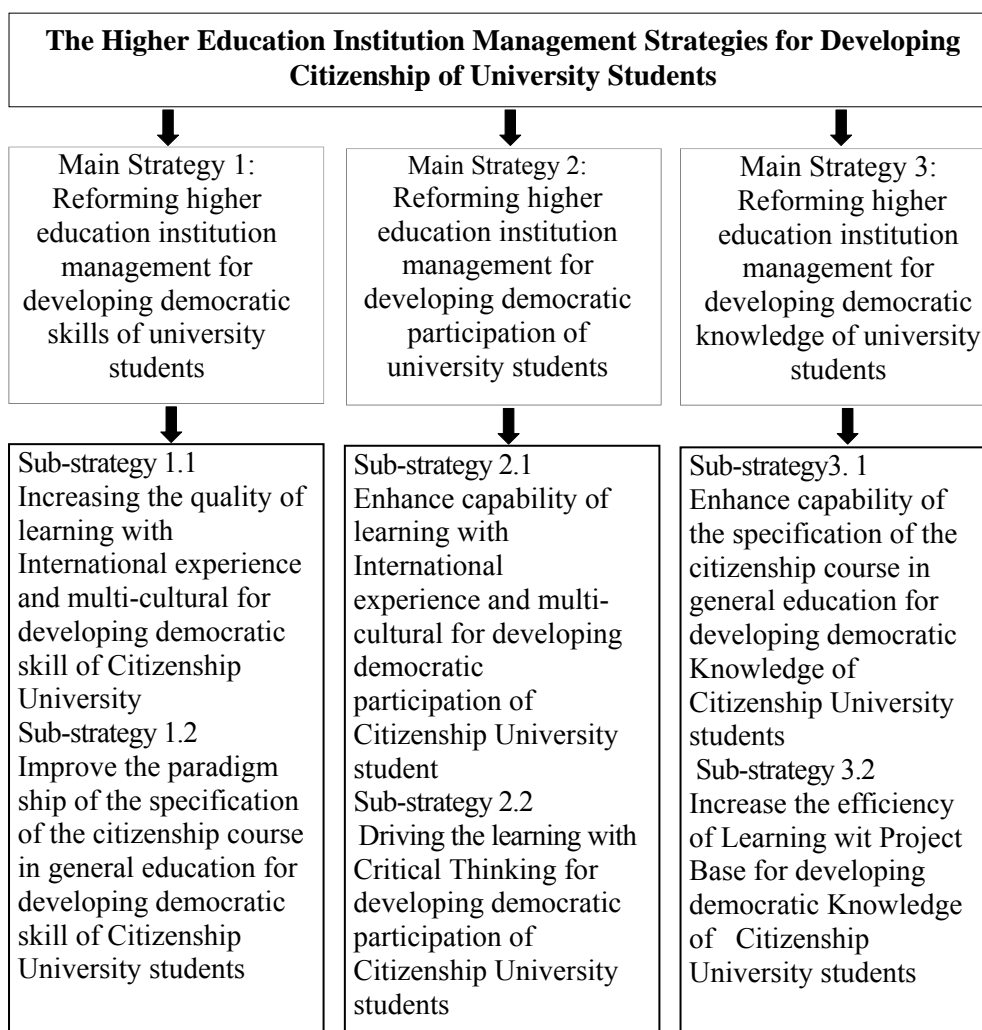 The Higher Education Institution Management Strategies for Developing
Citizenship of University Students
Main Strategy 1:
Reforming higher
education institution
management for
developing democratic
skills of university
students
Main Strategy 2:
Reforming higher
education institution
management for
developing democratic
participation of
university students
Main Strategy 3:
Reforming higher
education institution
management for
developing democratic
knowledge of university
students
Sub-strategy 1.1
Increasing the quality of
learning with
International experience
and multi-cultural for
developing democratic
skill of Citizenship
University
Sub-strategy 1.2
Improve the paradigm
ship of the specification
of the citizenship course
in general education for
developing democratic
skill of Citizenship
University students
Sub-strategy 2.1
Enhance capability of
learning with
International
experience and multi-
cultural for developing
democratic
participation of
Citizenship University
student
Sub-strategy 2.2
Driving the learning with
Critical Thinking for
developing democratic
participation of
Citizenship University
students
Sub-strategy3. 1
Enhance capability of
the specification of the
citizenship course in
general education for
developing democratic
Knowledge of
Citizenship University
students
Sub-strategy 3.2
Increase the efficiency
of Learning wit Project
Base for developing
democratic Knowledge
of Citizenship
University students